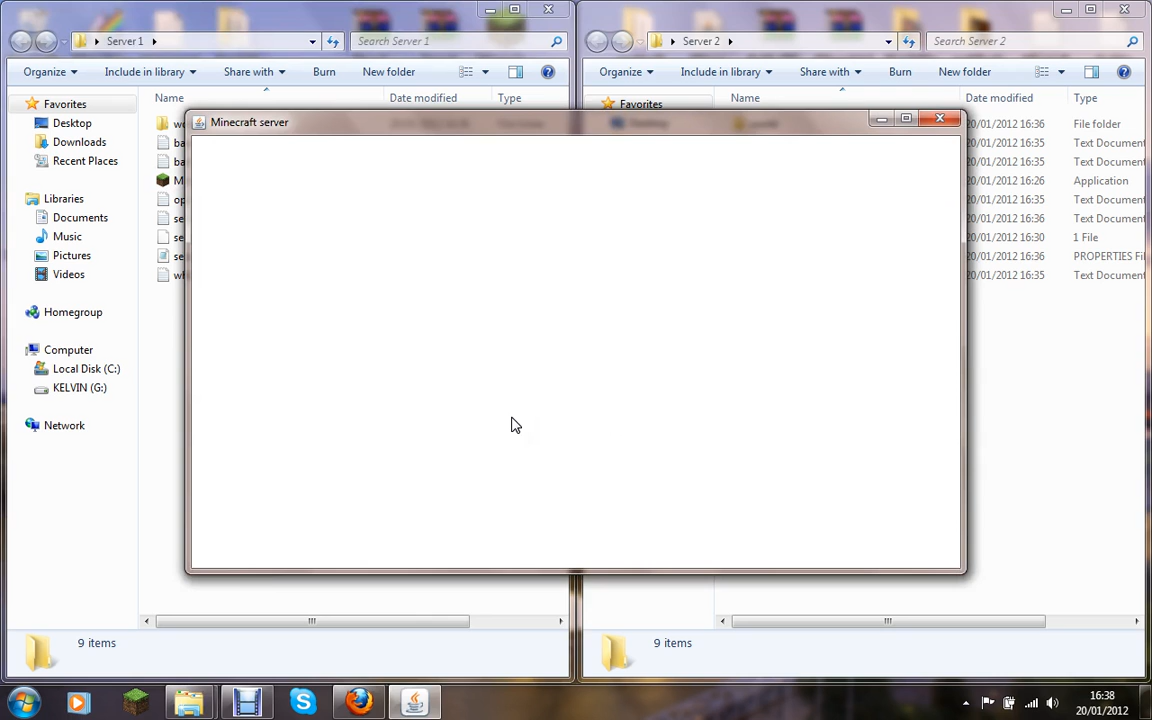 Server 1
Search Server 1
Server 2
Search Server 2
Organize
Include in library
Share with
Burn
New folder
Organize
Include in library
Share with
Burn
New folder
Favorites
Name
Date modified
Type
Favorites
Name
Date modified
Type
Minecraft server
Desktop
Downloads
Recent Places
Libraries
Documents
Music
Pictures
Videos
Homegroup
Computer
Local Disk (C:)
KELVIN (G:)
Network
20/01/2012 16:36 File folder
20/01/2012 16:35 Text Document
20/01/2012 16:35 Text Document
20/01/2012 16:26 Application
20/01/2012 16:35 Text Document
20/01/2012 16:36 Text Document
20/01/2012 16:30 1 File
20/01/2012 16:36 PROPERTIES Fi
20/01/2012 16:35 Text Document
9 items
9 items
16:38
20/01/2012